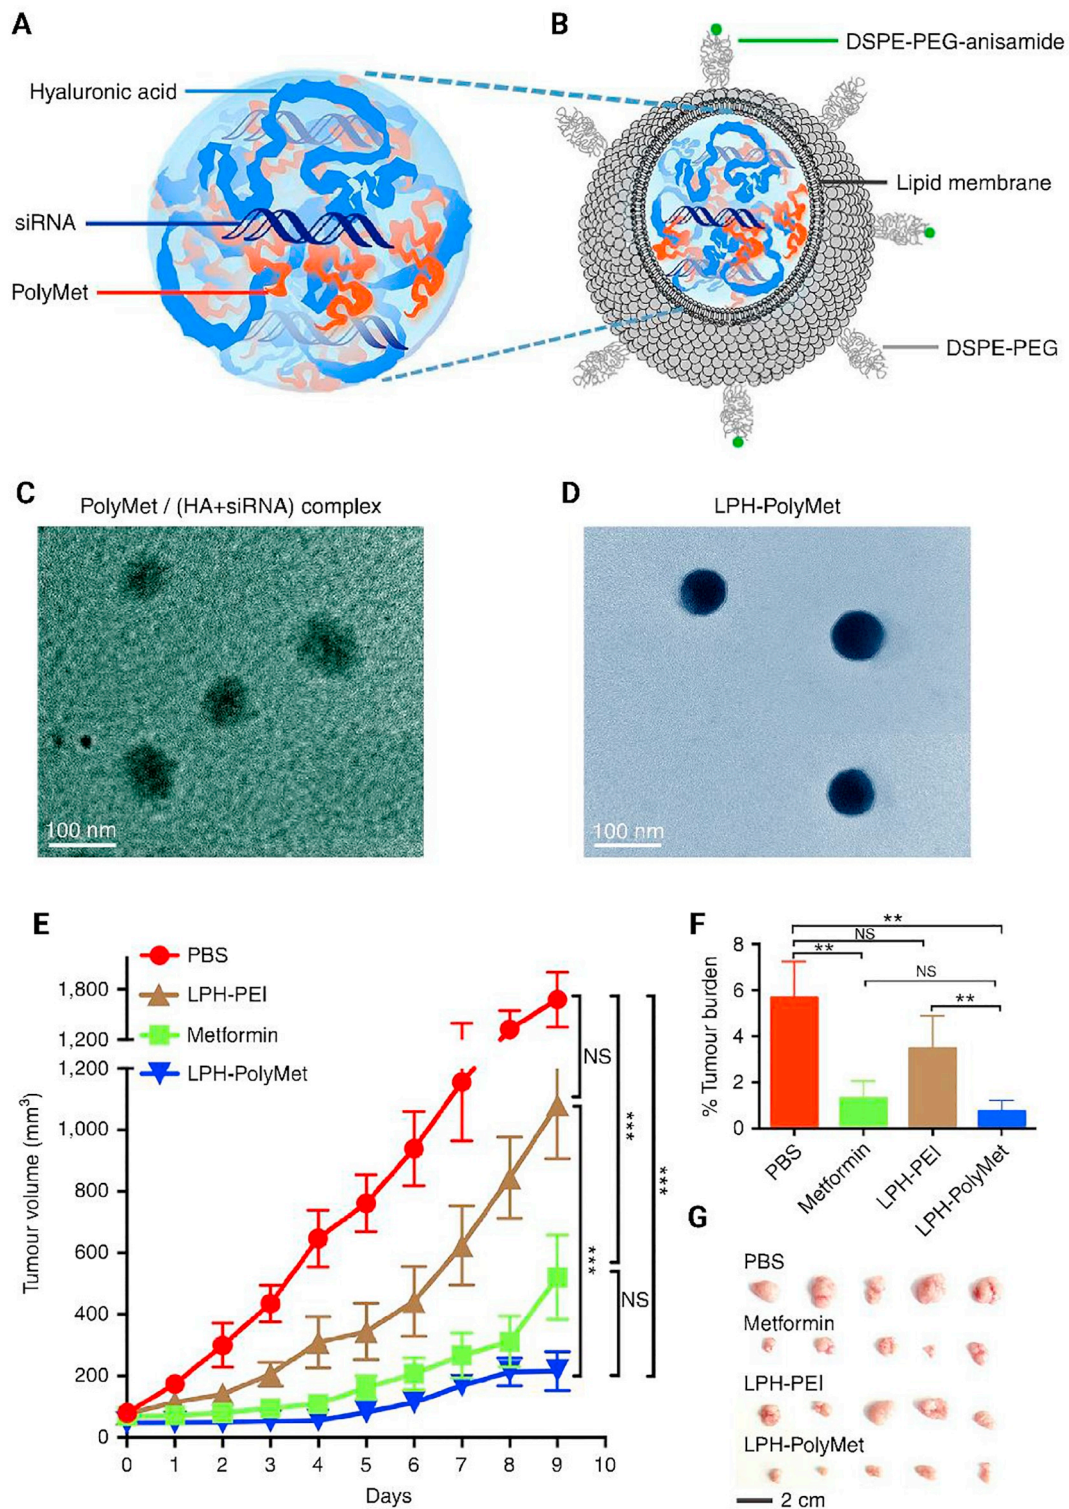 A
Hyaluronic acid
siRNA
PolyMet
B
DSPE-PEG-anisamide
Lipid membrane
DSPE-PEG
C
PolyMet / (HA+siRNA) complex
100 nm
D
LPH-PolyMet
100 nm
E
PBS
LPH-PEI
Metformin
LPH-PolyMet
Tumour volume (mm³)
1,800
1,200
1,200
1,000
800
600
400
200
0
0 1 2 3 4 5 6 7 8 9 10
Days
NS
***
***
***
NS
F
% Tumour burden
8
6
4
2
0
**
NS
**
NS
**
PBS
Metformin
LPH-PEI
LPH-PolyMet
G
PBS
Metformin
LPH-PEI
LPH-PolyMet
2 cm